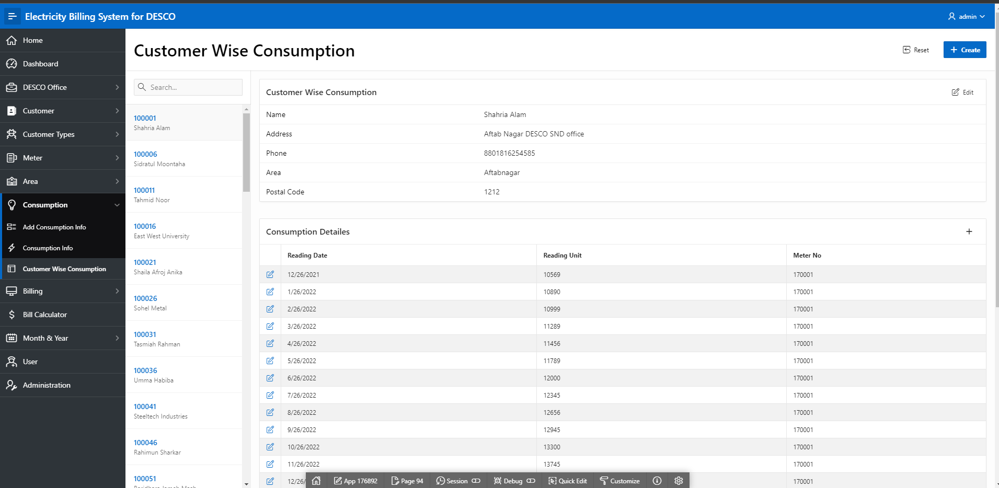 Electricity Billing System for DESCO
admin
Home
Dashboard
DESCO Office
Customer
Customer Types
Meter
Area
Consumption
Add Consumption Info
Consumption Info
Customer Wise Consumption
Billing
Bill Calculator
Month & Year
User
Administration
Customer Wise Consumption
Reset
+ Create
Search...
100001
Shahria Alam
100006
Sidratul Moontaha
100011
Tahmid Noor
100016
East West University
100021
Shaila Afroj Anika
100026
Sohel Metal
100031
Tasmiah Rahman
100036
Umma Habiba
100041
Steeltech Industries
100046
Rahimun Sharkar
100051
Customer Wise Consumption
Edit
Name Shahria Alam
Address Aftab Nagar DESCO SND office
Phone 8801816254585
Area Aftabnagar
Postal Code 1212
Consumption Detailes
+
Reading Date Reading Unit Meter No
12/26/2021 10569 170001
1/26/2022 10890 170001
2/26/2022 10999 170001
3/26/2022 11289 170001
4/26/2022 11456 170001
5/26/2022 11789 170001
6/26/2022 12000 170001
7/26/2022 12345 170001
8/26/2022 12656 170001
9/26/2022 12945 170001
10/26/2022 13300 170001
11/26/2022 13745 170001
12/26/ 170001
App 176892 Page 94 Session Debug Quick Edit Customize